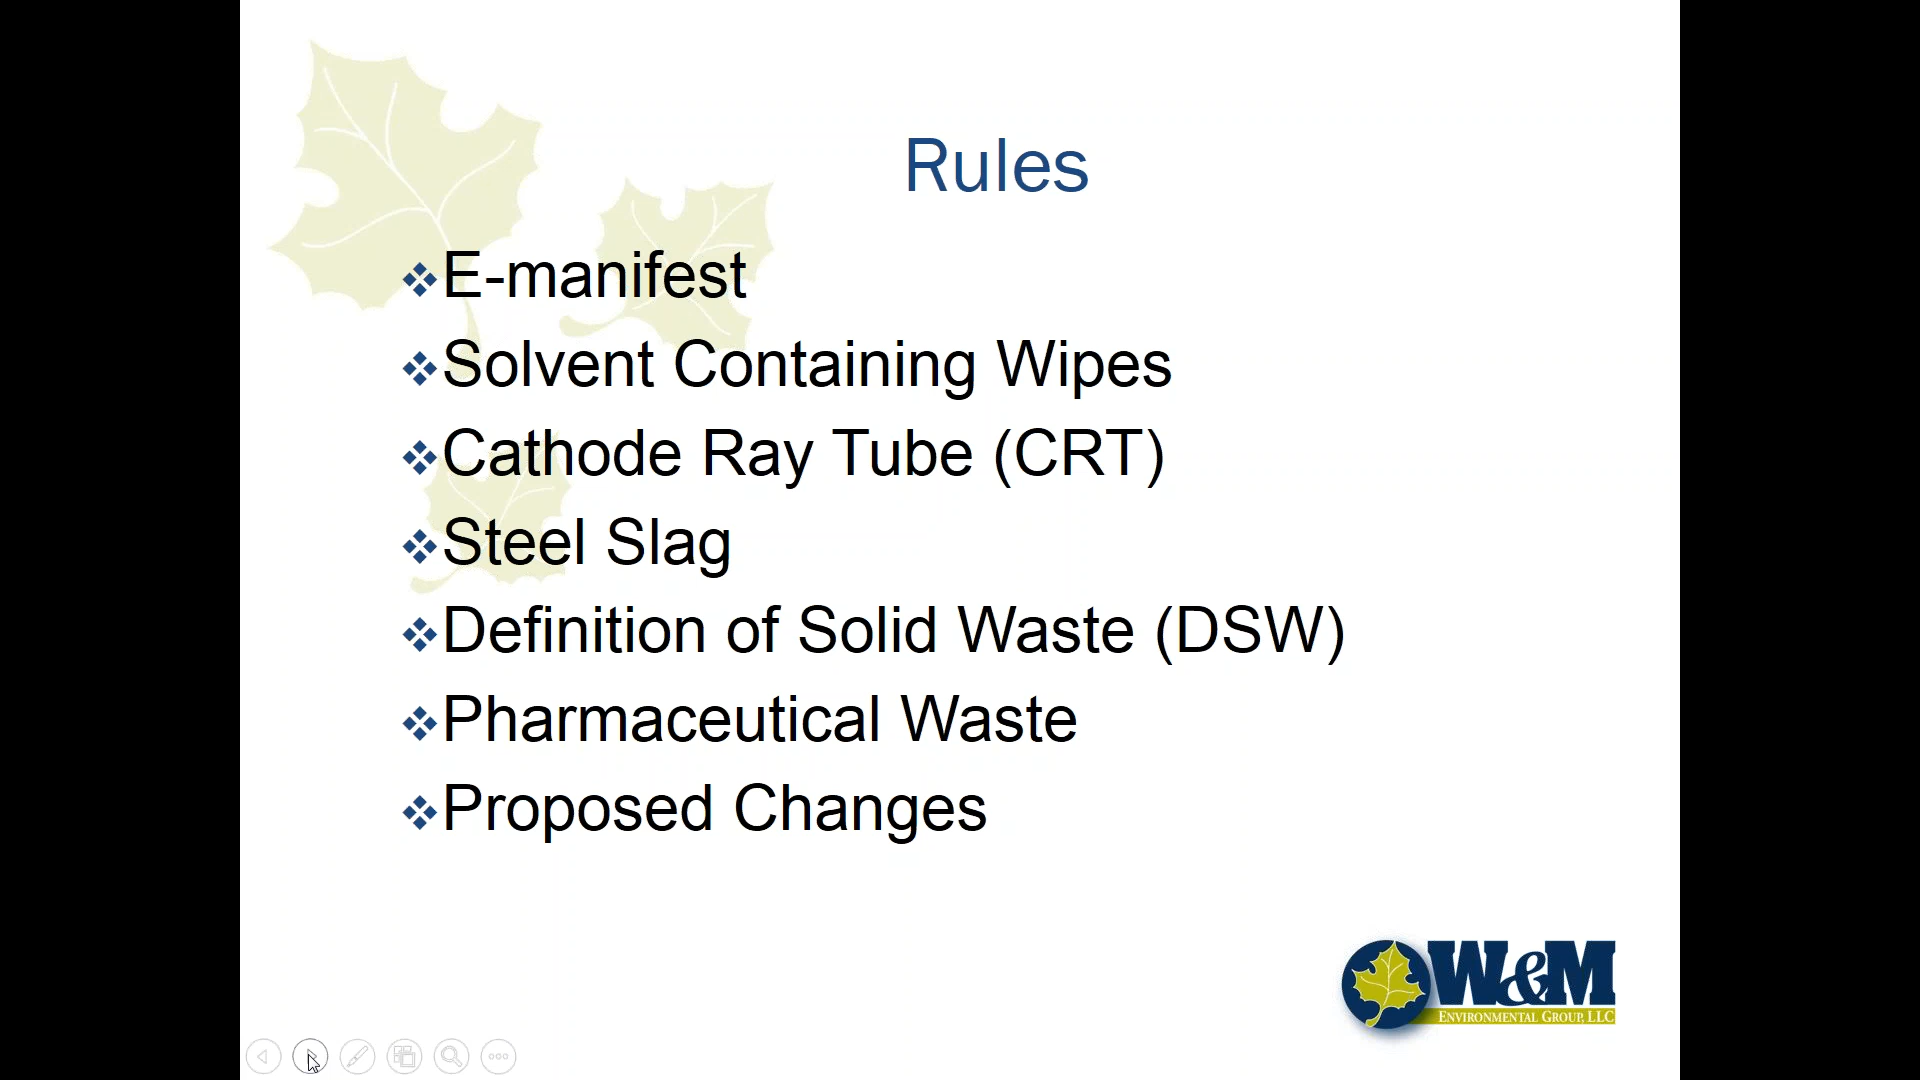 Rules
E-manifest
Solvent Containing Wipes
Cathode Ray Tube (CRT)
Steel Slag
Definition of Solid Waste (DSW)
Pharmaceutical Waste
Proposed Changes
W&M
ENVIRONMENTAL GROUP, LLC